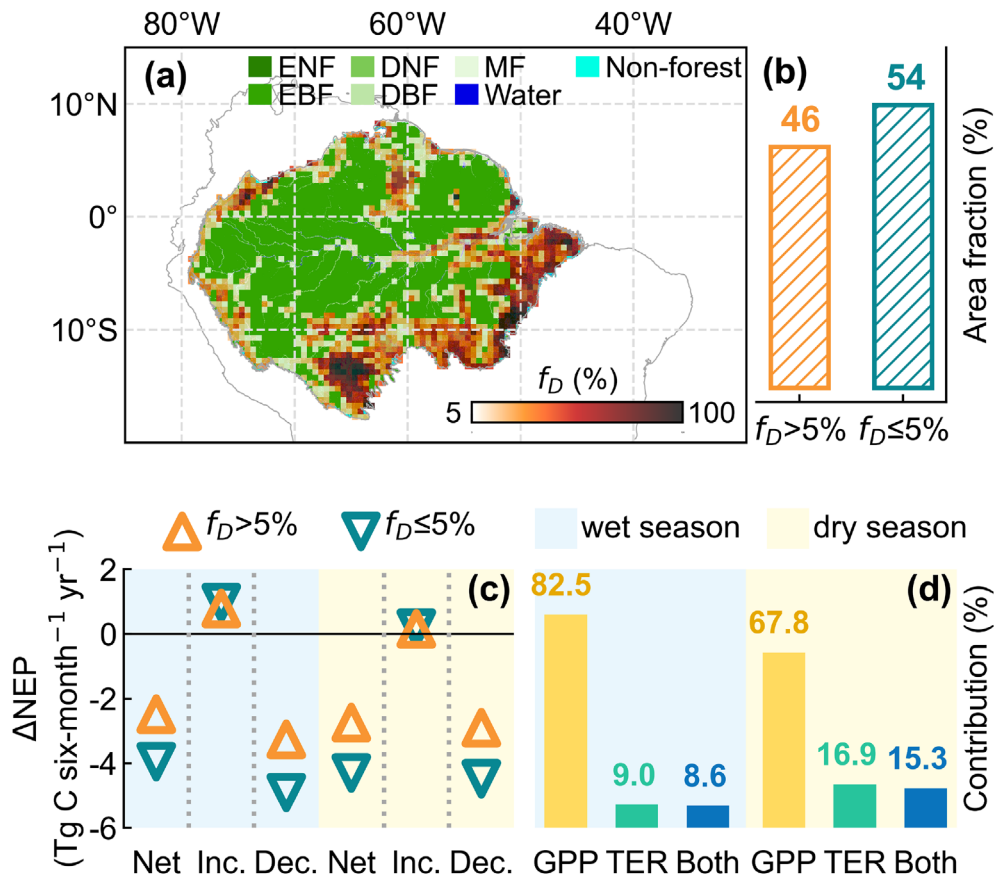 80°W 60°W 40°W
(a) ENF DNF MF Non-forest
EBF DBF Water
10°N
0°
10°S
f_D (%)
5 100
(b)
54
46
Area fraction (%)
f_D>5% f_D≤5%
f_D>5% f_D≤5% wet season dry season
(c)
ΔNEP
(Tg C six-month⁻¹ yr⁻¹)
2
0
-2
-4
-6
Net Inc. Dec. Net Inc. Dec.
(d)
82.5
67.8
9.0 8.6
16.9 15.3
Contribution (%)
GPP TER Both GPP TER Both